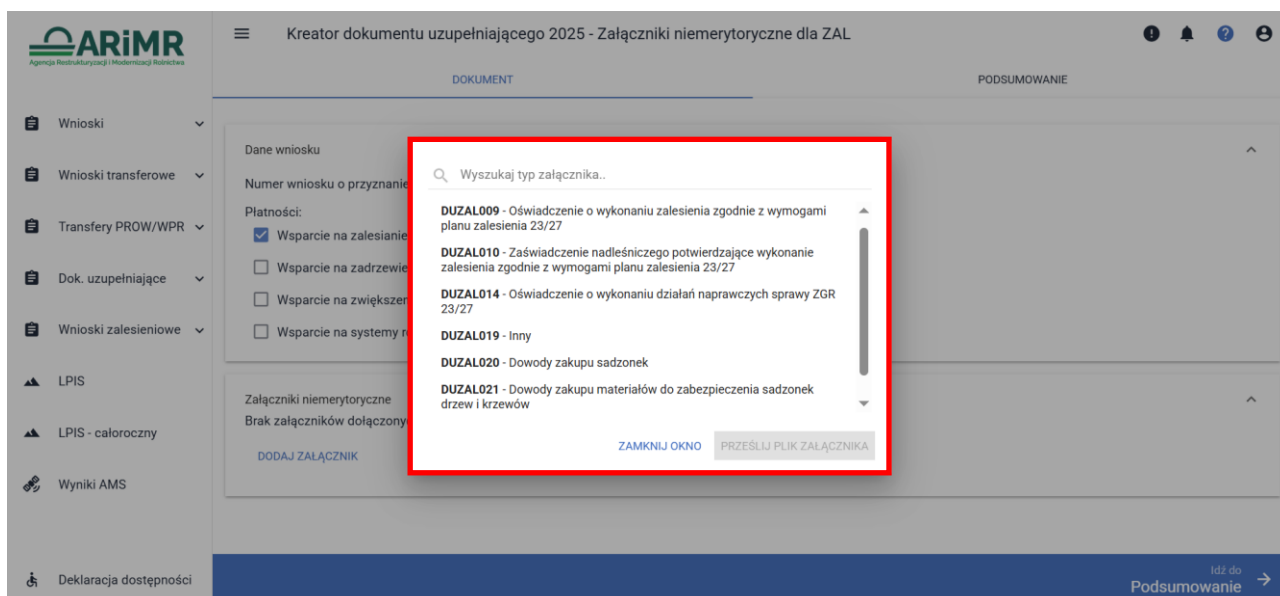 ARiMR
Agencja Restrukturyzacji i Modernizacji Rolnictwa
Kreator dokumentu uzupełniającego 2025 - Załączniki niemerytoryczne dla ZAL
DOKUMENT
PODSUMOWANIE
Wnioski
Wnioski transferowe
Transfery PROW/WPR
Dok. uzupełniające
Wnioski zalesieniowe
LPIS
LPIS - całoroczny
Wyniki AMS
Deklaracja dostępności
Dane wniosku
Numer wniosku o przyznanie
Płatności:
Wsparcie na zalesianie
Wsparcie na zadrzewie
Wsparcie na zwiększen
Wsparcie na systemy
Załączniki niemerytoryczne
Brak załączników dołączony
DODAJ ZAŁĄCZNIK
Wyszukaj typ załącznika..
DUZAL009 - Oświadczenie o wykonaniu zalesienia zgodnie z wymogami
planu zalesienia 23/27
DUZAL010 - Zaświadczenie nadleśniczego potwierdzające wykonanie
zalesienia zgodnie z wymogami planu zalesienia 23/27
DUZAL014 - Oświadczenie o wykonaniu działań naprawczych sprawy ZGR
23/27
DUZAL019 - Inny
DUZAL020 - Dowody zakupu sadzonek
DUZAL021 - Dowody zakupu materiałów do zabezpieczenia sadzonek
drzew i krzewów
ZAMKNIJ OKNO
PRZEŚLIJ PLIK ZAŁĄCZNIKA
Idź do
Podsumowanie